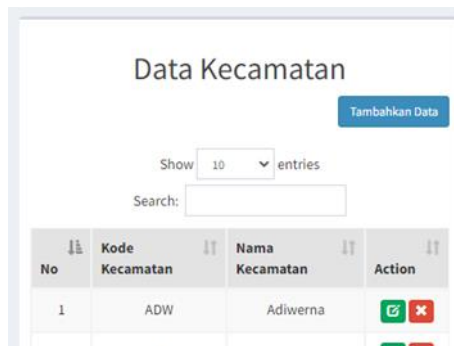 Data Kecamatan
Tambahkan Data
Show 10 entries
Search:
No Kode Kecamatan Nama Kecamatan Action
1 ADW Adiwerna